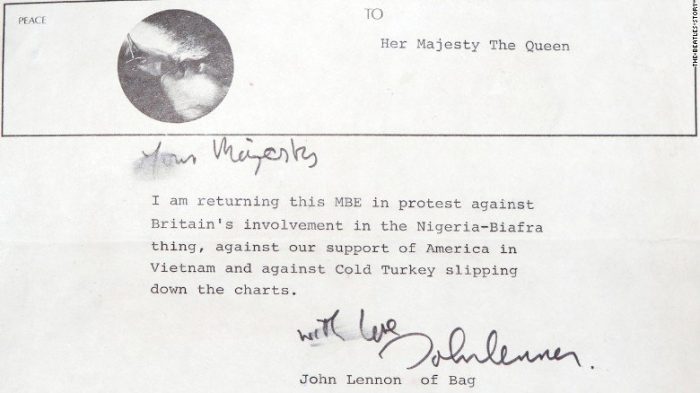 PEACE
TO
Her Majesty The Queen
Your Majesty
I am returning this MBE in protest against
Britain's involvement in the Nigeria-Biafra
thing, against our support of America in
Vietnam and against Cold Turkey slipping
down the charts.
with love
John Lennon.
John Lennon of Bag
THE BEATLES STORY